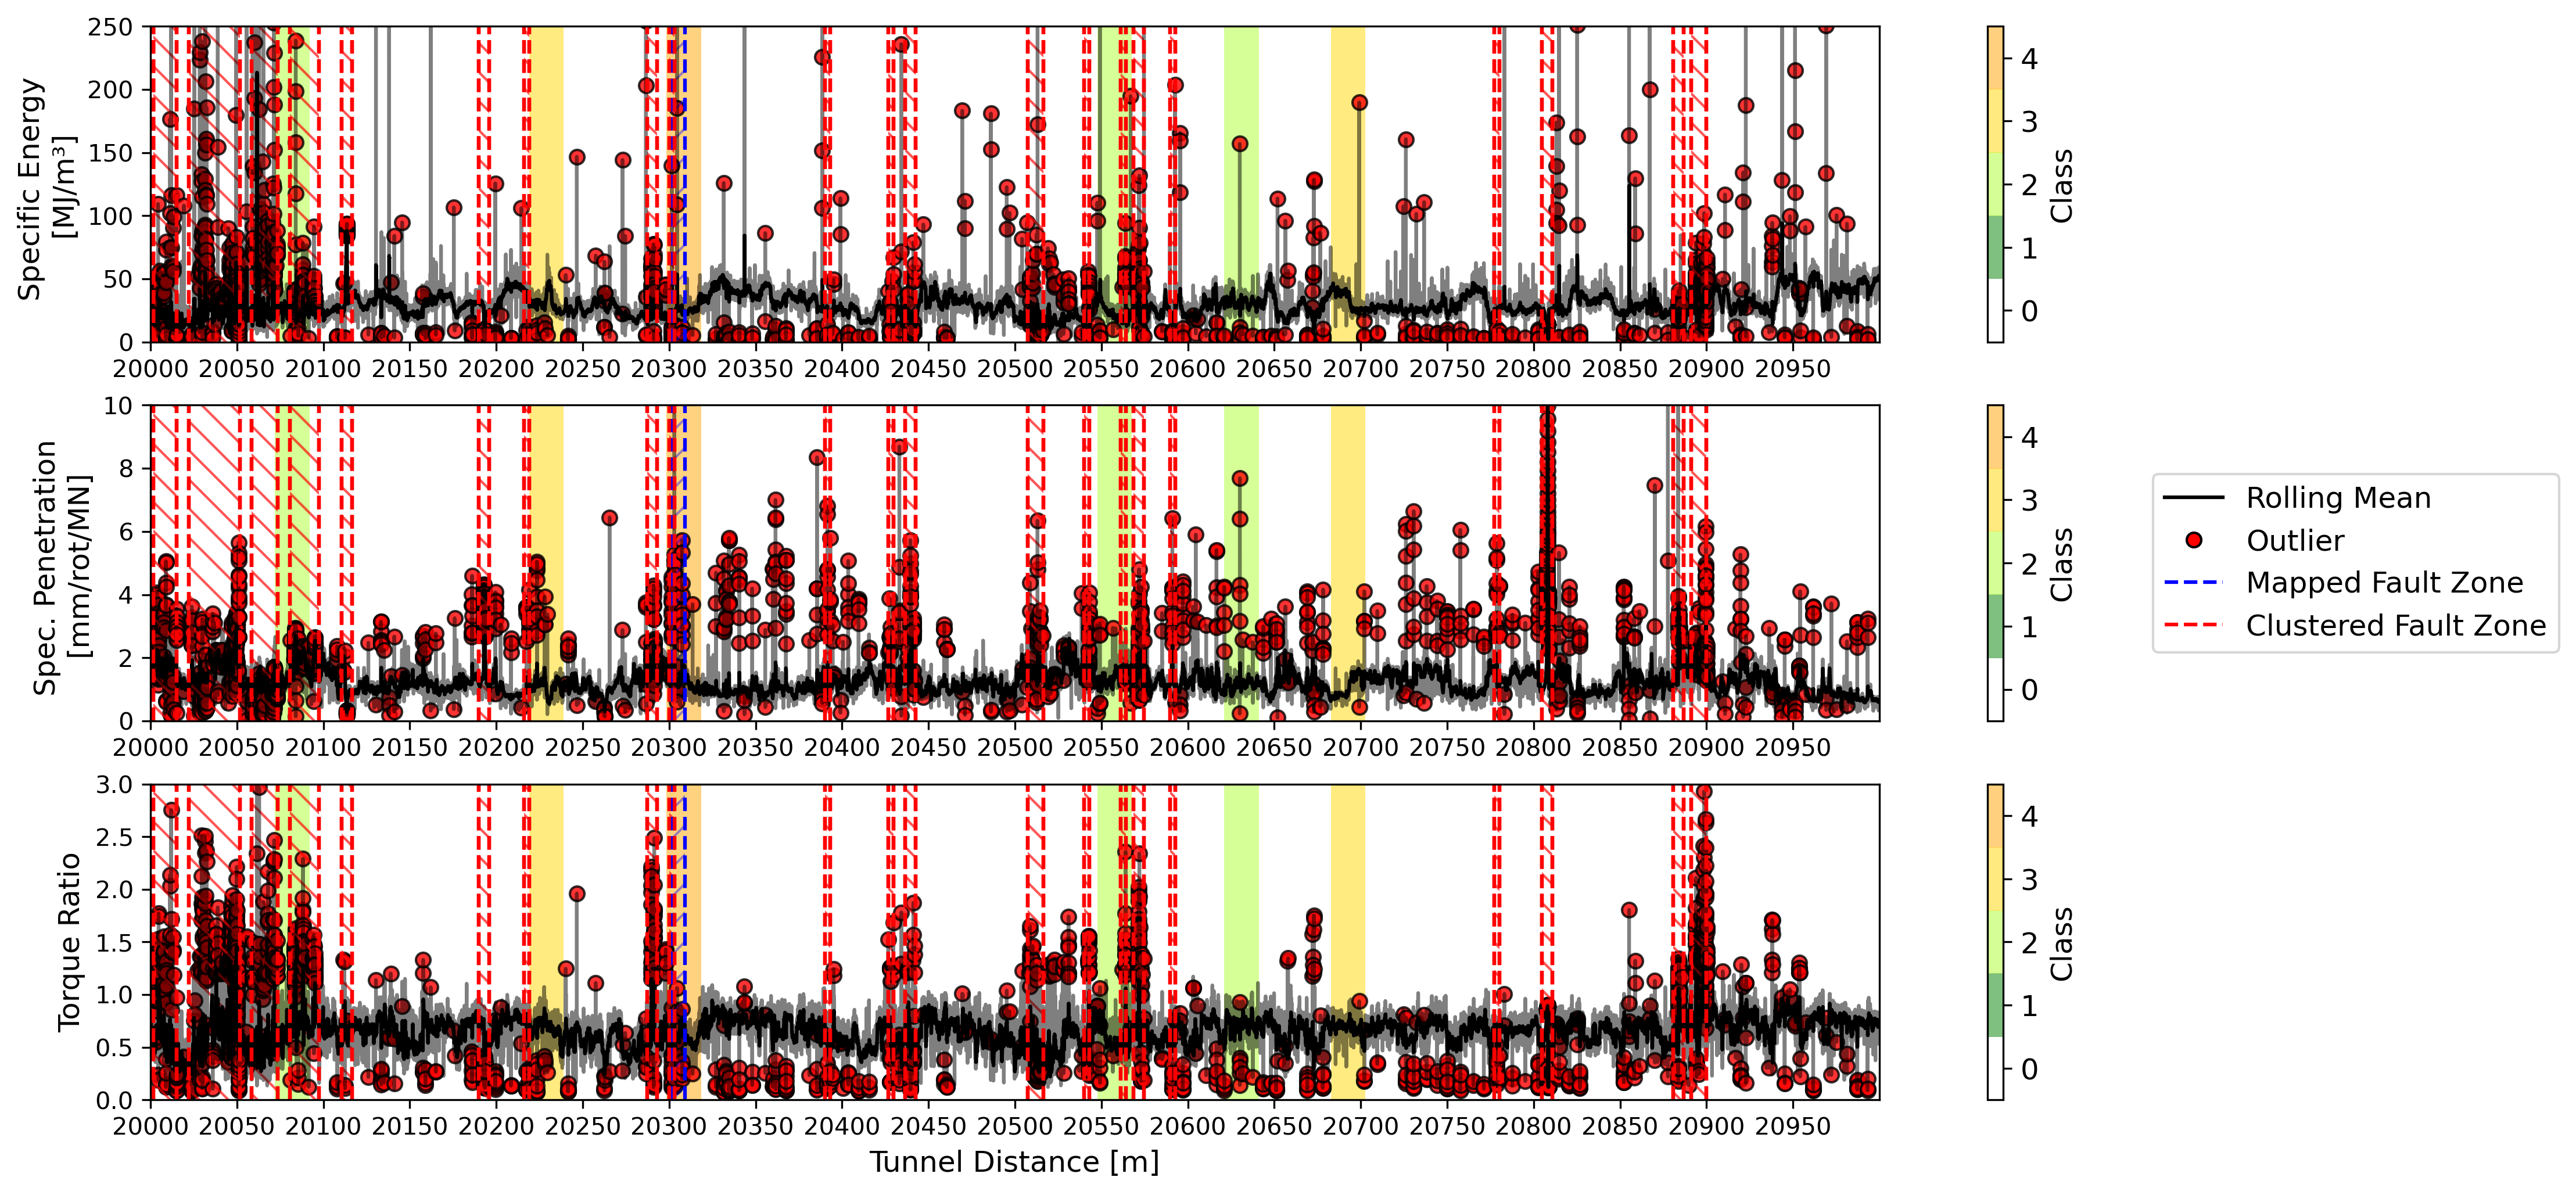 250
200
150
100
50
0
Specific Energy
[MJ/m³]
20000 20050 20100 20150 20200 20250 20300 20350 20400 20450 20500 20550 20600 20650 20700 20750 20800 20850 20900 20950
4
3
2
1
0
Class
10
8
6
4
2
0
Spec. Penetration
[mm/rot/MN]
20000 20050 20100 20150 20200 20250 20300 20350 20400 20450 20500 20550 20600 20650 20700 20750 20800 20850 20900 20950
4
3
2
1
0
Class
Rolling Mean
Outlier
Mapped Fault Zone
Clustered Fault Zone
3.0
2.5
2.0
1.5
1.0
0.5
0.0
Torque Ratio
20000 20050 20100 20150 20200 20250 20300 20350 20400 20450 20500 20550 20600 20650 20700 20750 20800 20850 20900 20950
Tunnel Distance [m]
4
3
2
1
0
Class